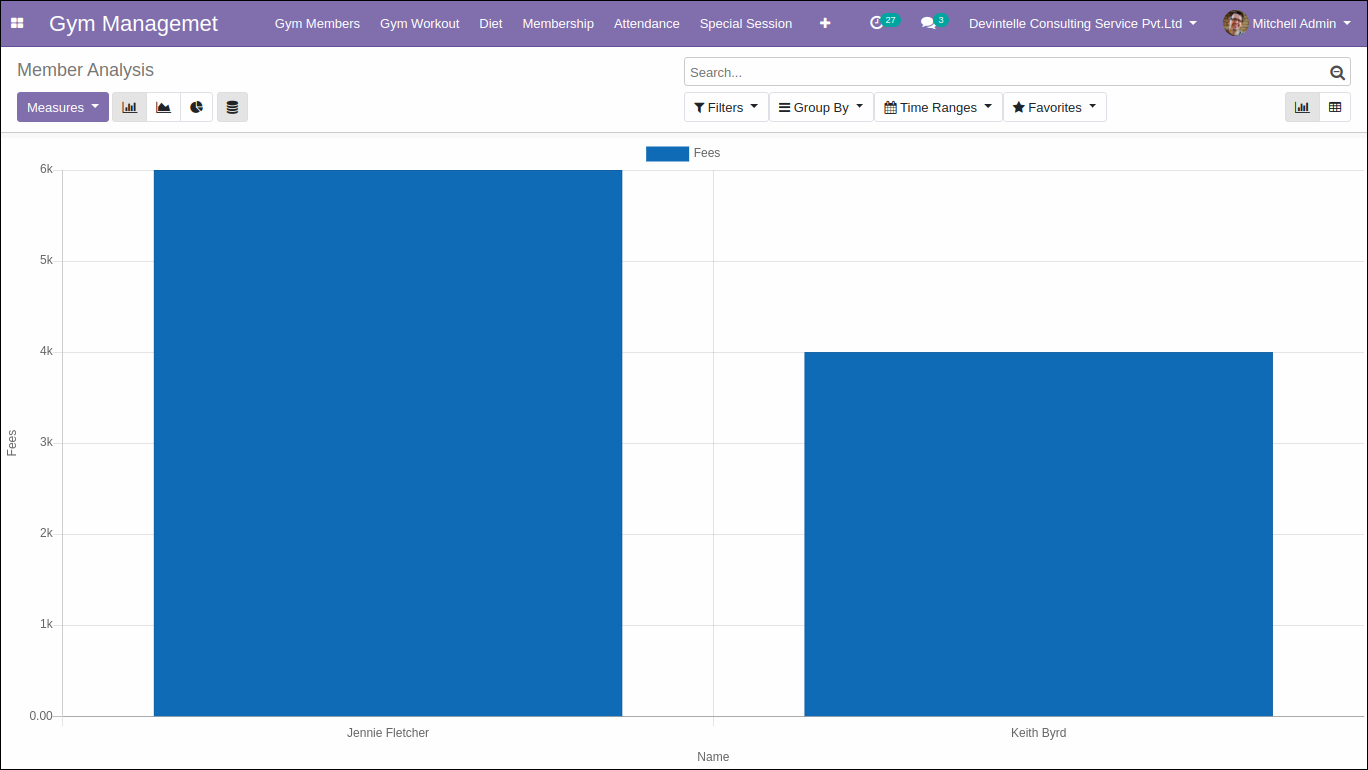 Gym Managemet Gym Members Gym Workout Diet Membership Attendance Special Session 27 3 Devintelle Consulting Service Pvt.Ltd Mitchell Admin
Member Analysis
Search...
Measures
Filters Group By Time Ranges Favorites
Fees
6k
5k
4k
3k
2k
1k
0.00
Fees
Jennie Fletcher Keith Byrd
Name